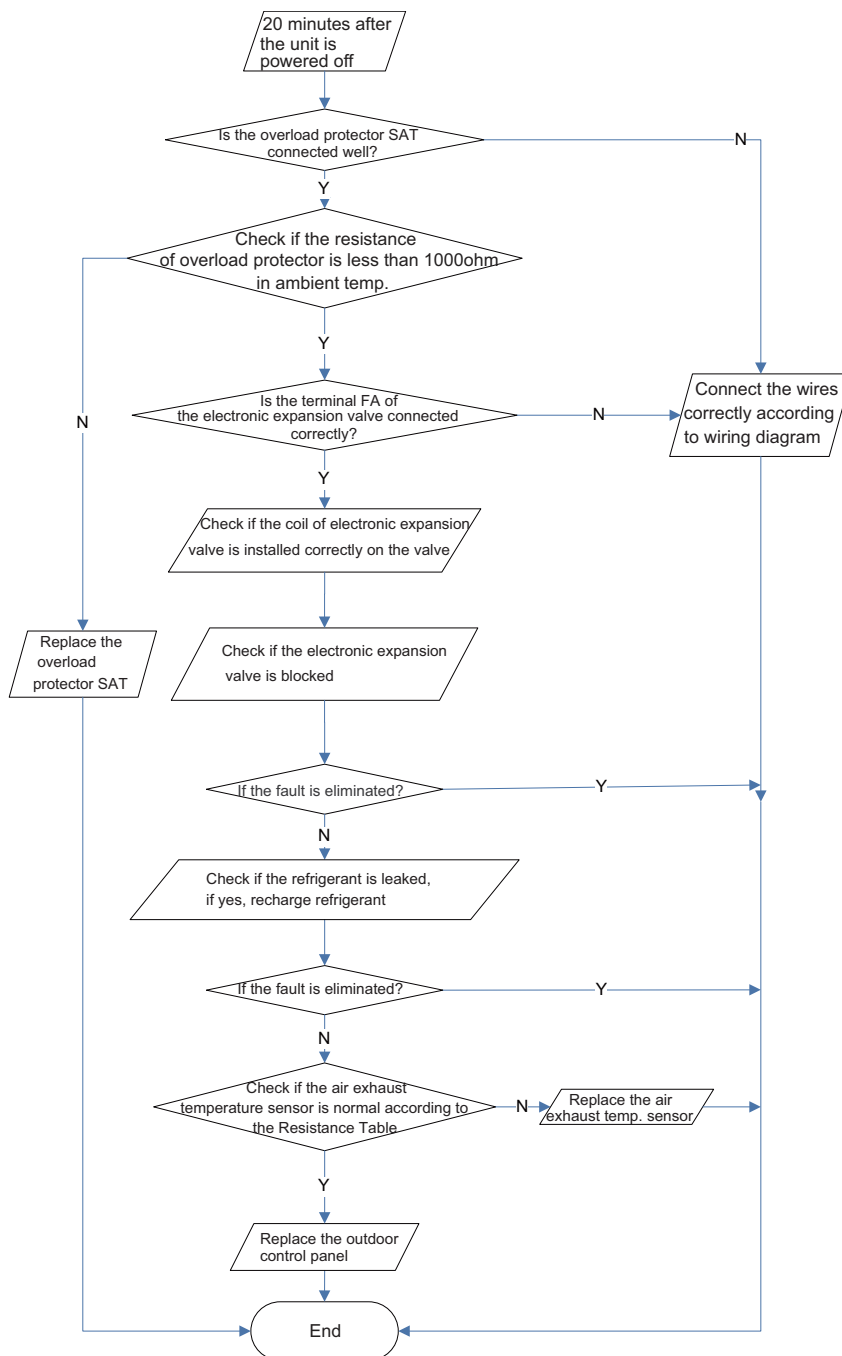 20 minutes after
the unit is
powered off
Is the overload protector SAT
connected well?
N
Y
Check if the resistance
of overload protector is less than 1000ohm
in ambient temp.
Y
N
Is the terminal FA of
the electronic expansion valve connected
correctly?
N
Connect the wires
correctly according
to wiring diagram
Y
Check if the coil of electronic expansion
valve is installed correctly on the valve
Replace the
overload
protector SAT
Check if the electronic expansion
valve is blocked
If the fault is eliminated?
Y
N
Check if the refrigerant is leaked,
if yes, recharge refrigerant
If the fault is eliminated?
Y
N
Check if the air exhaust
temperature sensor is normal according to
the Resistance Table
N
Replace the air
exhaust temp. sensor
Y
Replace the outdoor
control panel
End